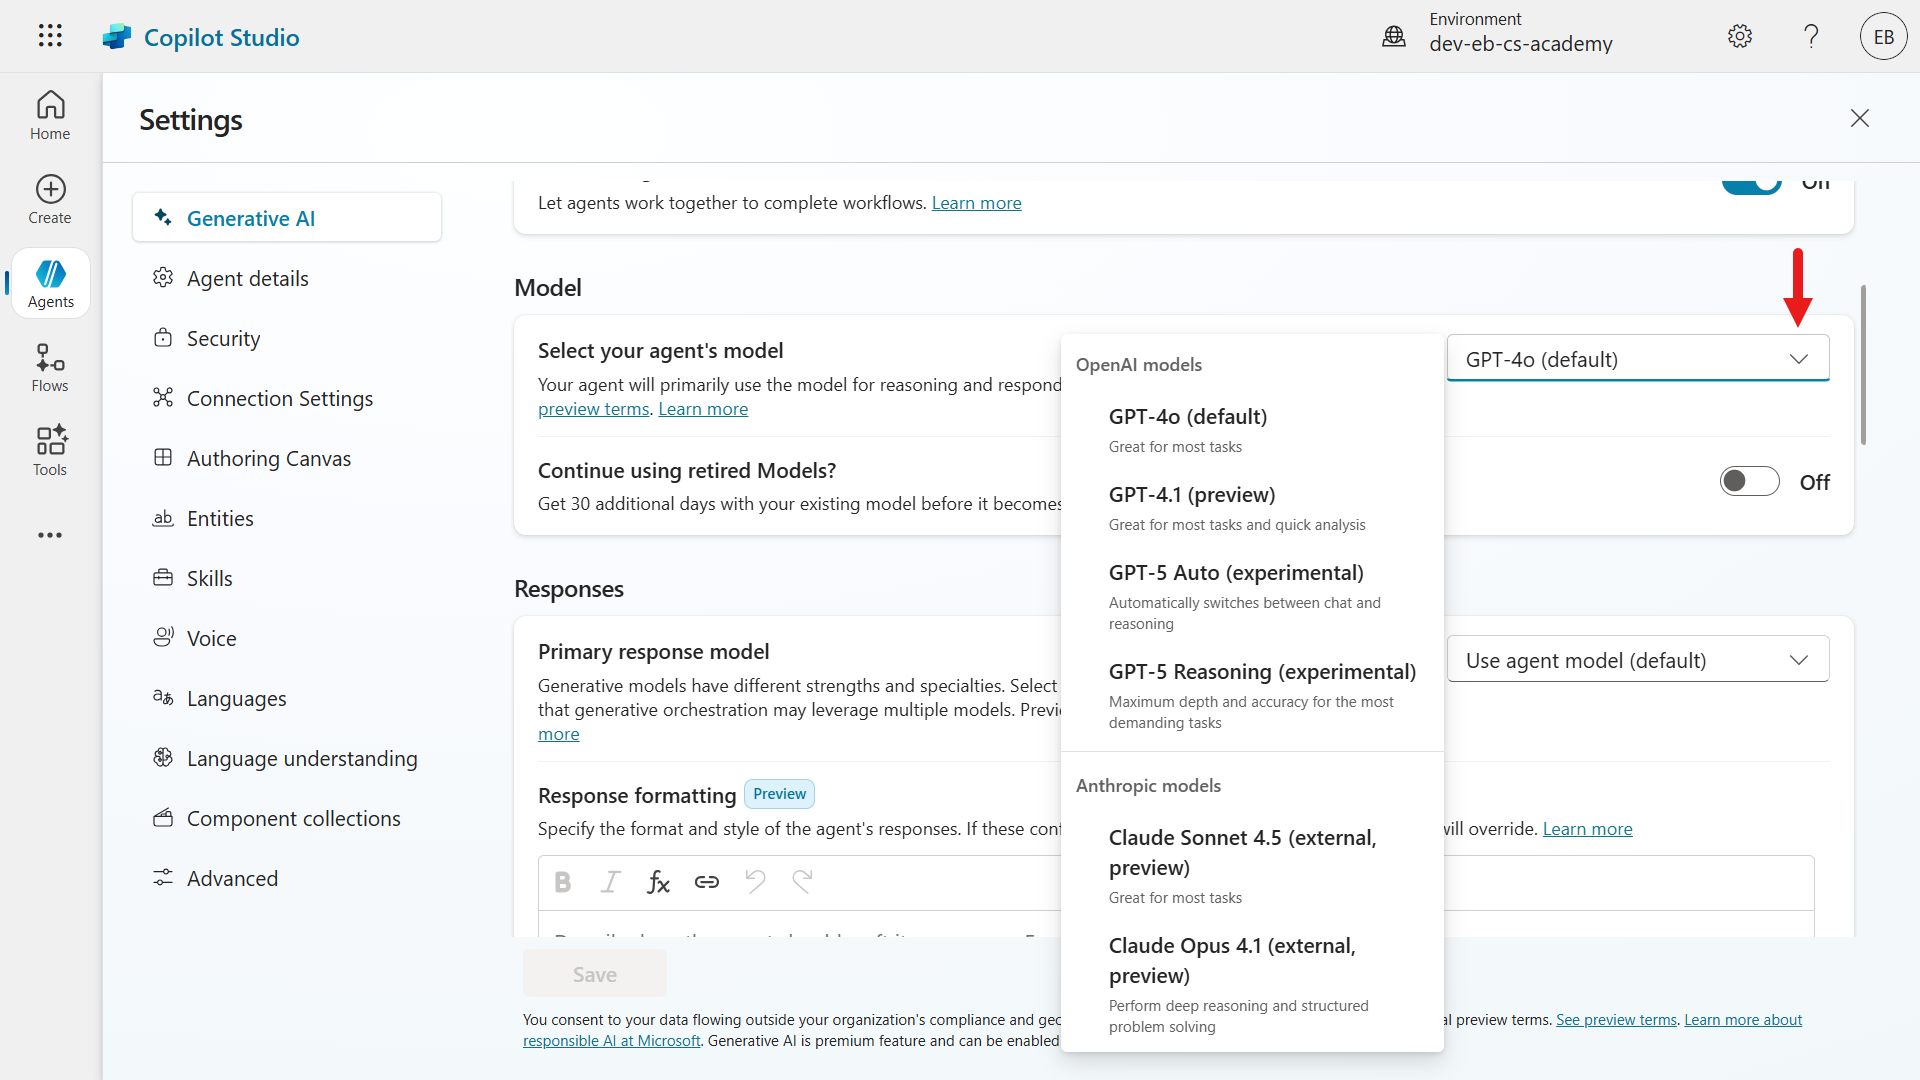 Copilot Studio
Environment
dev-eb-cs-academy
EB
Home
Create
Agents
Flows
Tools
Settings
Generative AI
Agent details
Security
Connection Settings
Authoring Canvas
Entities
Skills
Voice
Languages
Language understanding
Component collections
Advanced
Let agents work together to complete workflows. Learn more
On
Model
Select your agent's model
Your agent will primarily use the model for reasoning and
preview terms. Learn more
GPT-4o (default)
Continue using retired Models?
Get 30 additional days with your existing model before it becomes
Off
OpenAI models
GPT-4o (default)
Great for most tasks
GPT-4.1 (preview)
Great for most tasks and quick analysis
GPT-5 Auto (experimental)
Automatically switches between chat and
reasoning
GPT-5 Reasoning (experimental)
Maximum depth and accuracy for the most
demanding tasks
Anthropic models
Claude Sonnet 4.5 (external,
preview)
Great for most tasks
Claude Opus 4.1 (external,
preview)
Perform deep reasoning and structured
problem solving
Responses
Primary response model
Generative models have different strengths and specialties. Select
that generative orchestration may leverage multiple models.
more
Use agent model (default)
Response formatting Preview
Specify the format and style of the agent's responses. If these
will override. Learn more
Save
You consent to your data flowing outside your organization's compliance and
preview terms. See preview terms. Learn more about
responsible AI at Microsoft. Generative AI is premium feature and can be enabled